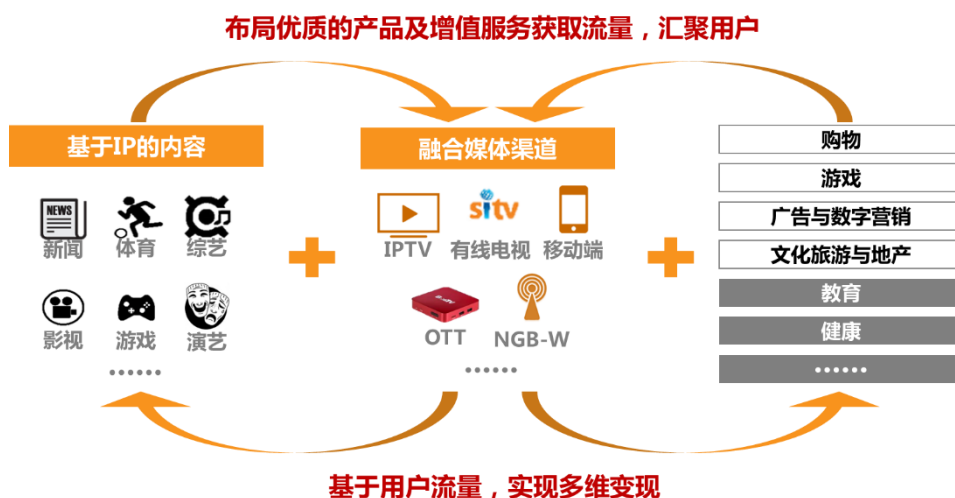 布局优质的产品及增值服务获取流量，汇聚用户
基于IP的内容
NEWS
新闻
体育
综艺
影视
游戏
演艺
……
融合媒体渠道
sitv
IPTV
有线电视
移动端
OTT
NGB-W
……
购物
游戏
广告与数字营销
文化旅游与地产
教育
健康
……
基于用户流量，实现多维变现